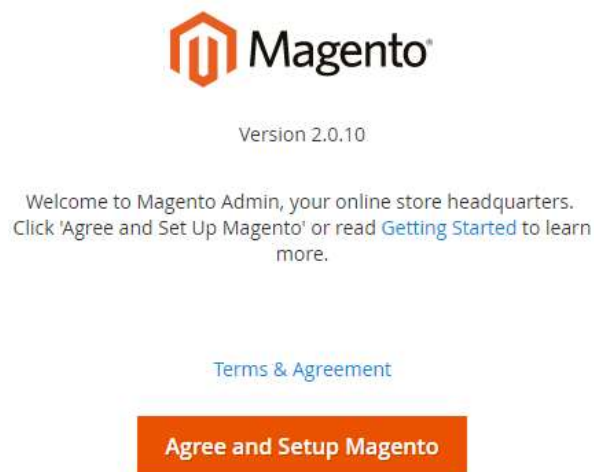 Magento®
Version 2.0.10
Welcome to Magento Admin, your online store headquarters.
Click 'Agree and Set Up Magento' or read Getting Started to learn
more.
Terms & Agreement
Agree and Setup Magento